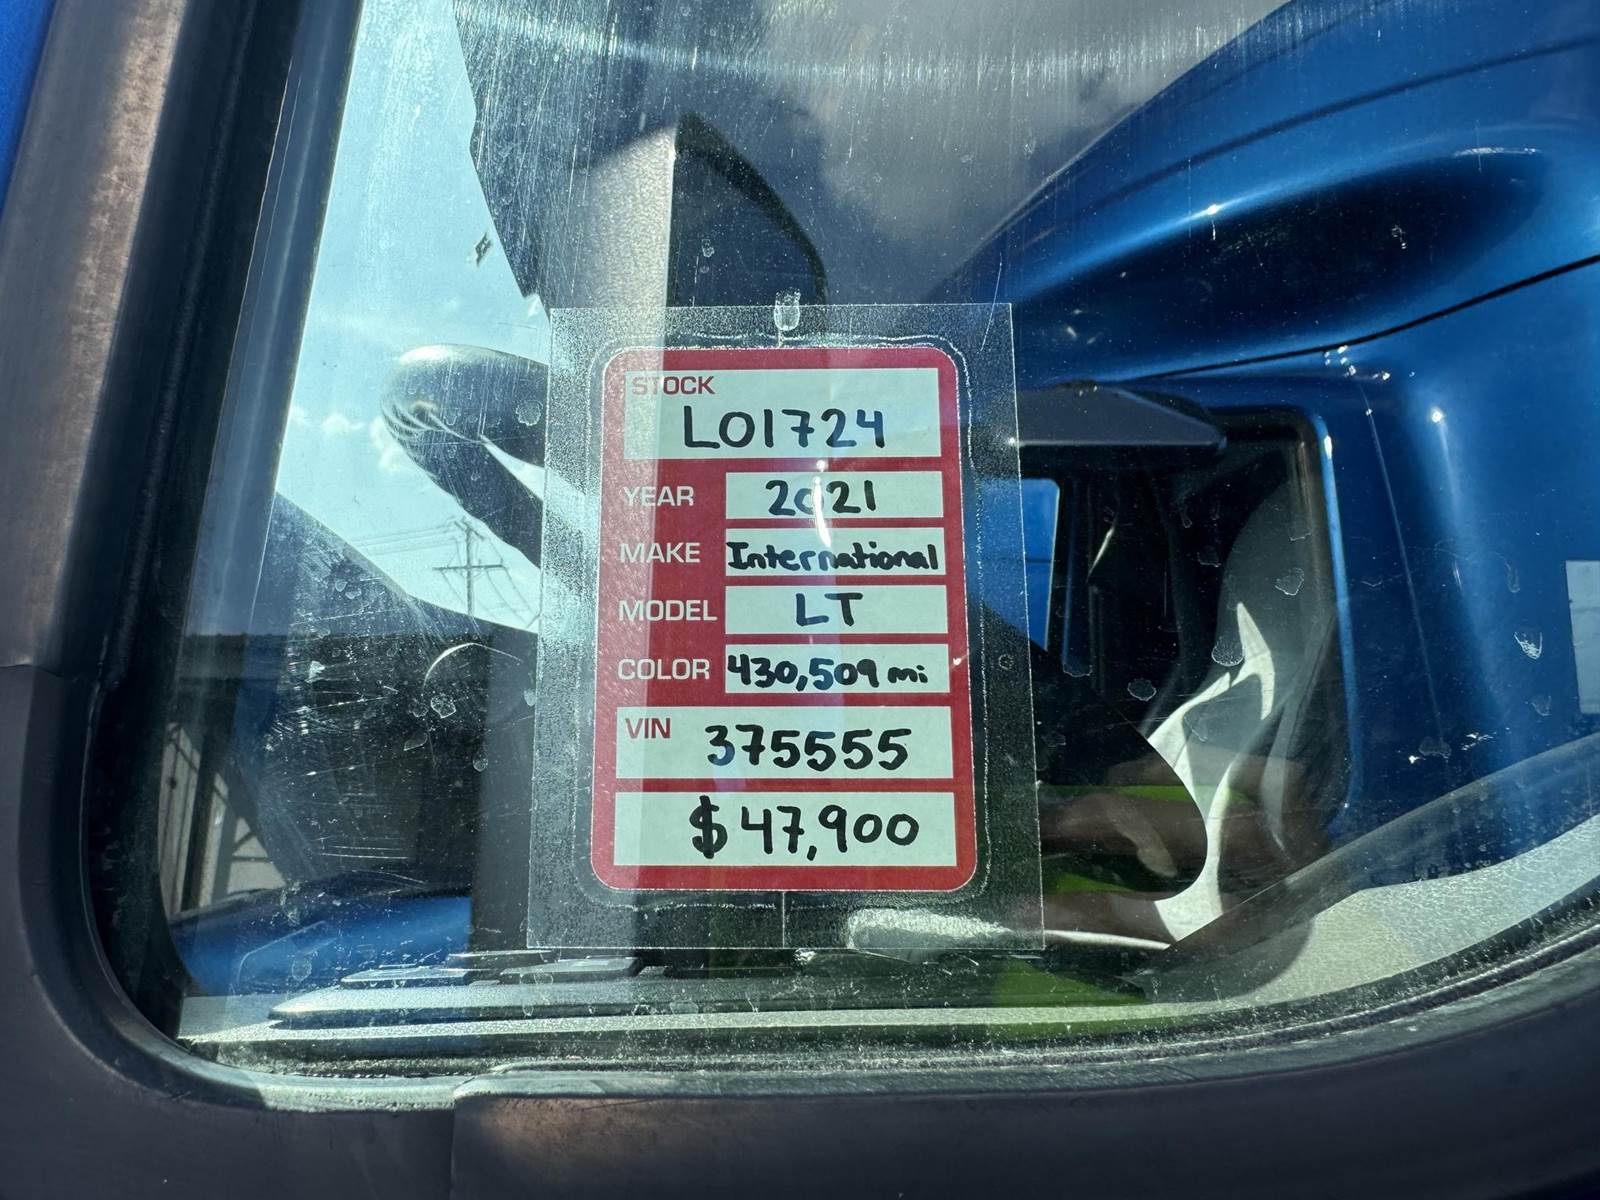 STOCK
L01724
YEAR 2021
MAKE International
MODEL LT
COLOR 430,509 mi
VIN 375555
$47,900